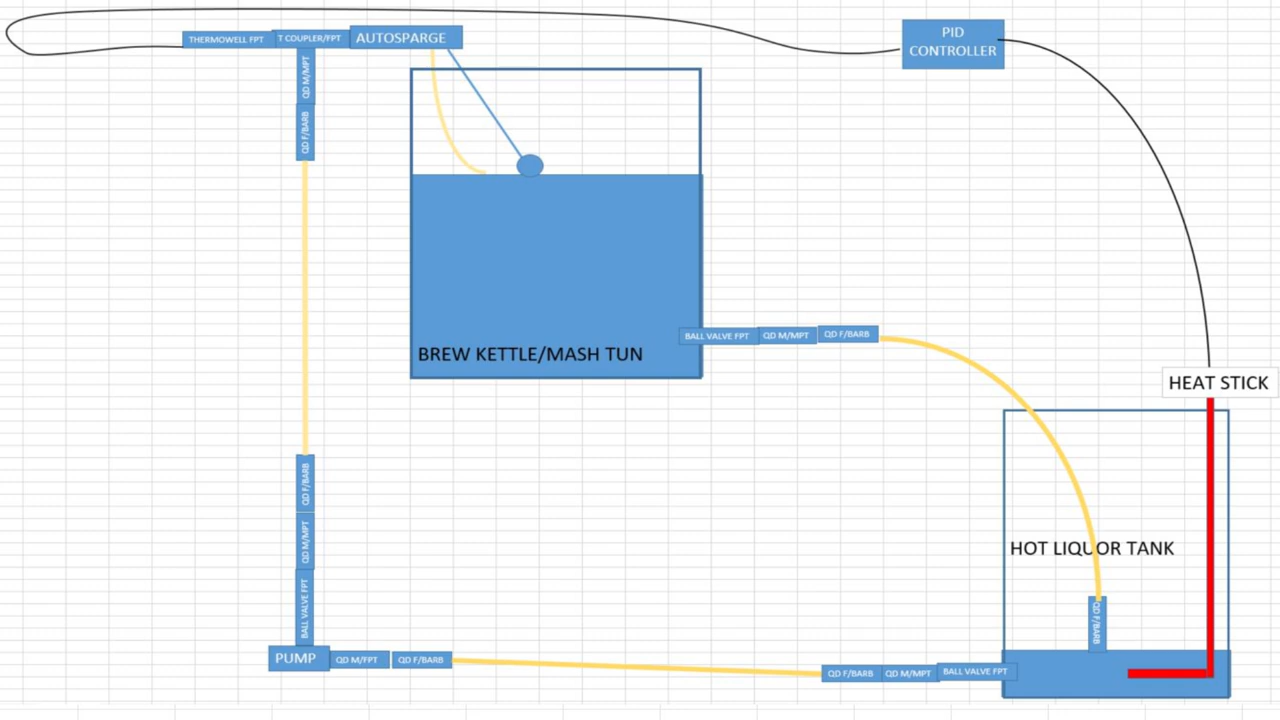 THERMOWELL FPT
T COUPLER/FPT
AUTOSPARGE
PID
CONTROLLER
QD M/MPT
QD F/BARB
BREW KETTLE/MASH TUN
BALL VALVE FPT
QD M/MPT
QD F/BARB
HEAT STICK
QD F/BARB
QD M/MPT
BALL VALVE FPT
HOT LIQUOR TANK
QD F/BARB
PUMP
QD M/FPT
QD F/BARB
QD F/BARB
QD M/MPT
BALL VALVE FPT